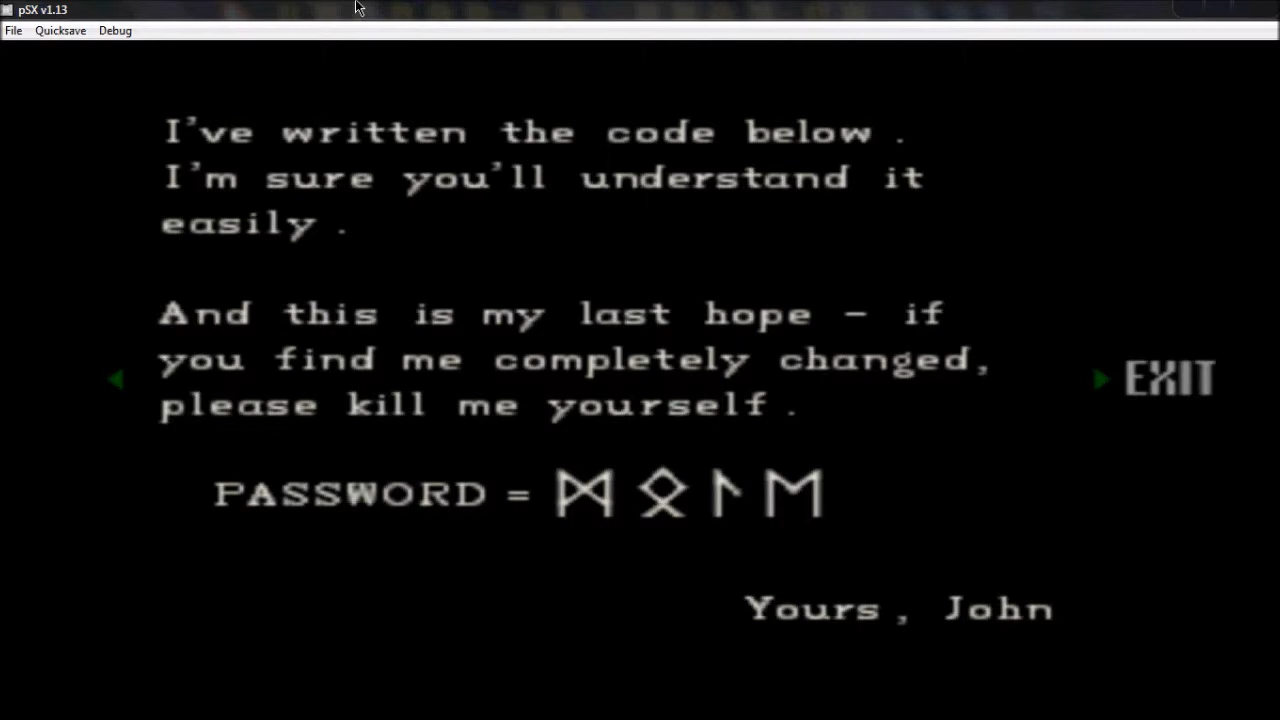 pSX v1.13
File Quicksave Debug
I've written the code below .
I'm sure you'll understand it
easily .
And this is my last hope – if
you find me completely changed,
please kill me yourself .
EXIT
PASSWORD = ᛞᛟᛚᛖ
Yours , John